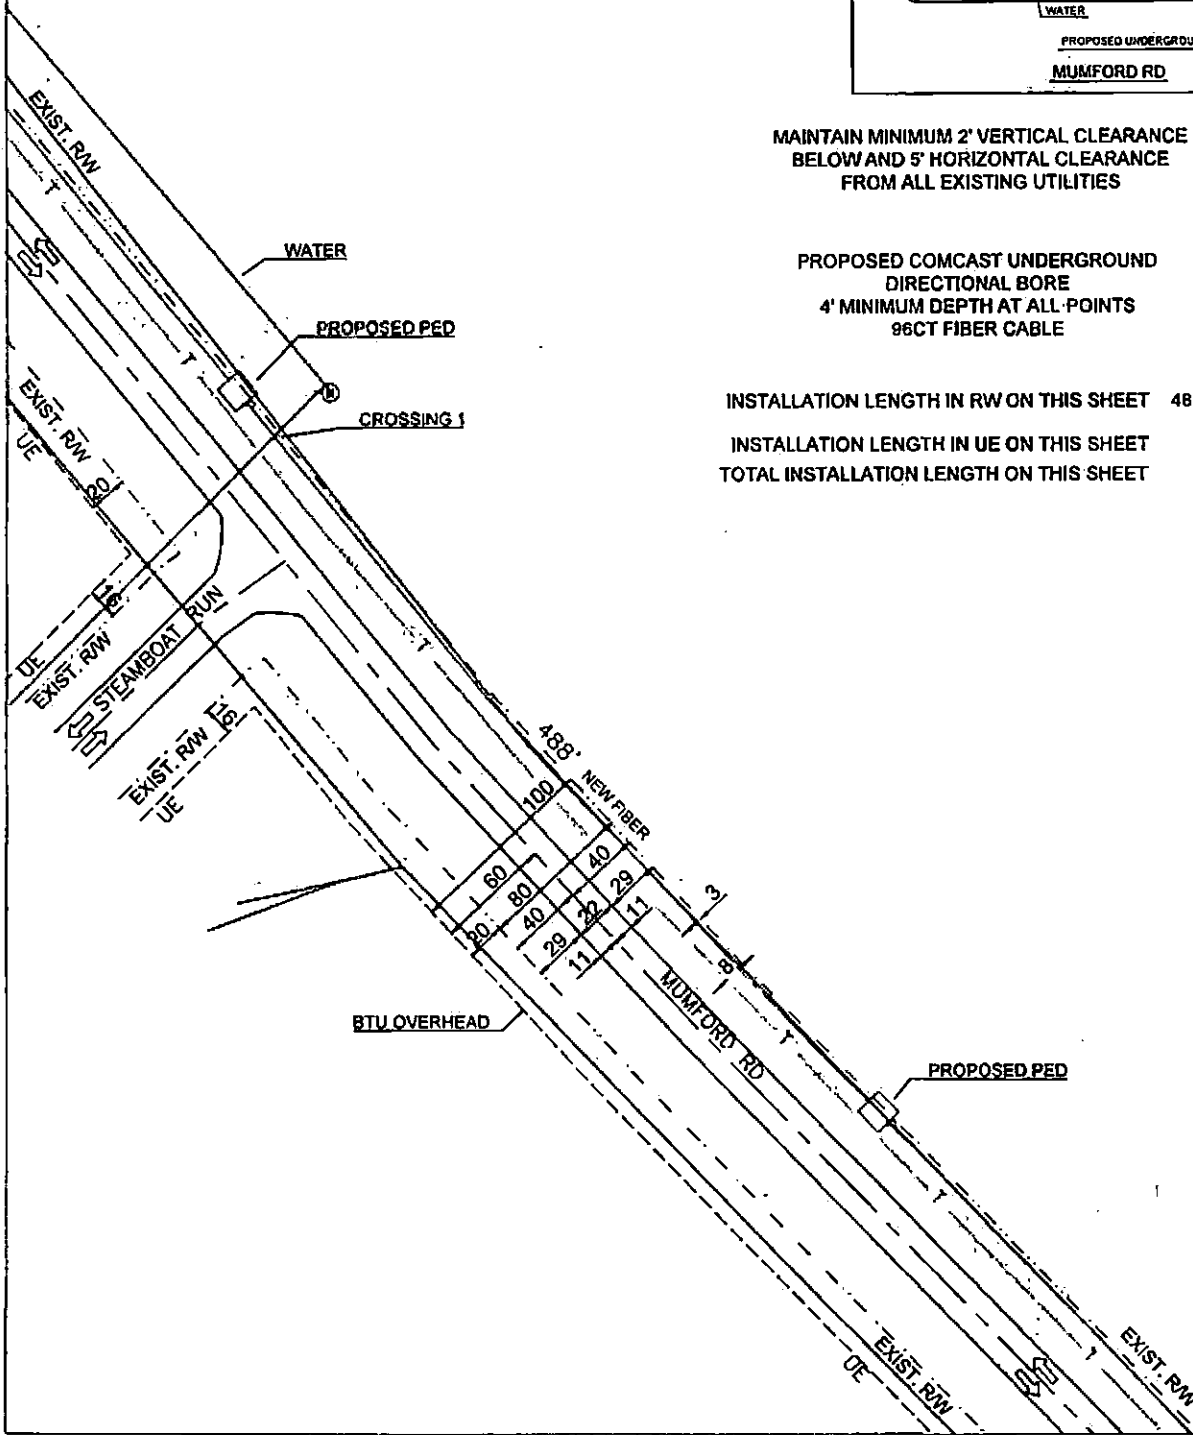 WATER
PROPOSED UNDERGROU
MUMFORD RD
MAINTAIN MINIMUM 2' VERTICAL CLEARANCE
BELOW AND 5' HORIZONTAL CLEARANCE
FROM ALL EXISTING UTILITIES
PROPOSED COMCAST UNDERGROUND
DIRECTIONAL BORE
4' MINIMUM DEPTH AT ALL POINTS
96CT FIBER CABLE
INSTALLATION LENGTH IN RW ON THIS SHEET 48
INSTALLATION LENGTH IN UE ON THIS SHEET
TOTAL INSTALLATION LENGTH ON THIS SHEET
EXIST. R/W
T
WATER
PROPOSED PED
CROSSING 1
T
EXIST. R/W
UE
20
16
UE
EXIST. R/W
STEAMBOAT RUN
T
16
EXIST. R/W
UE
488'
NEW FIBER
100
60
40
80
29
20
40
22
11
29
11
3
8
MUMFORD RD
T
BTU OVERHEAD
PROPOSED PED
T
T
EXIST. R/W
UE
EXIST. R/W